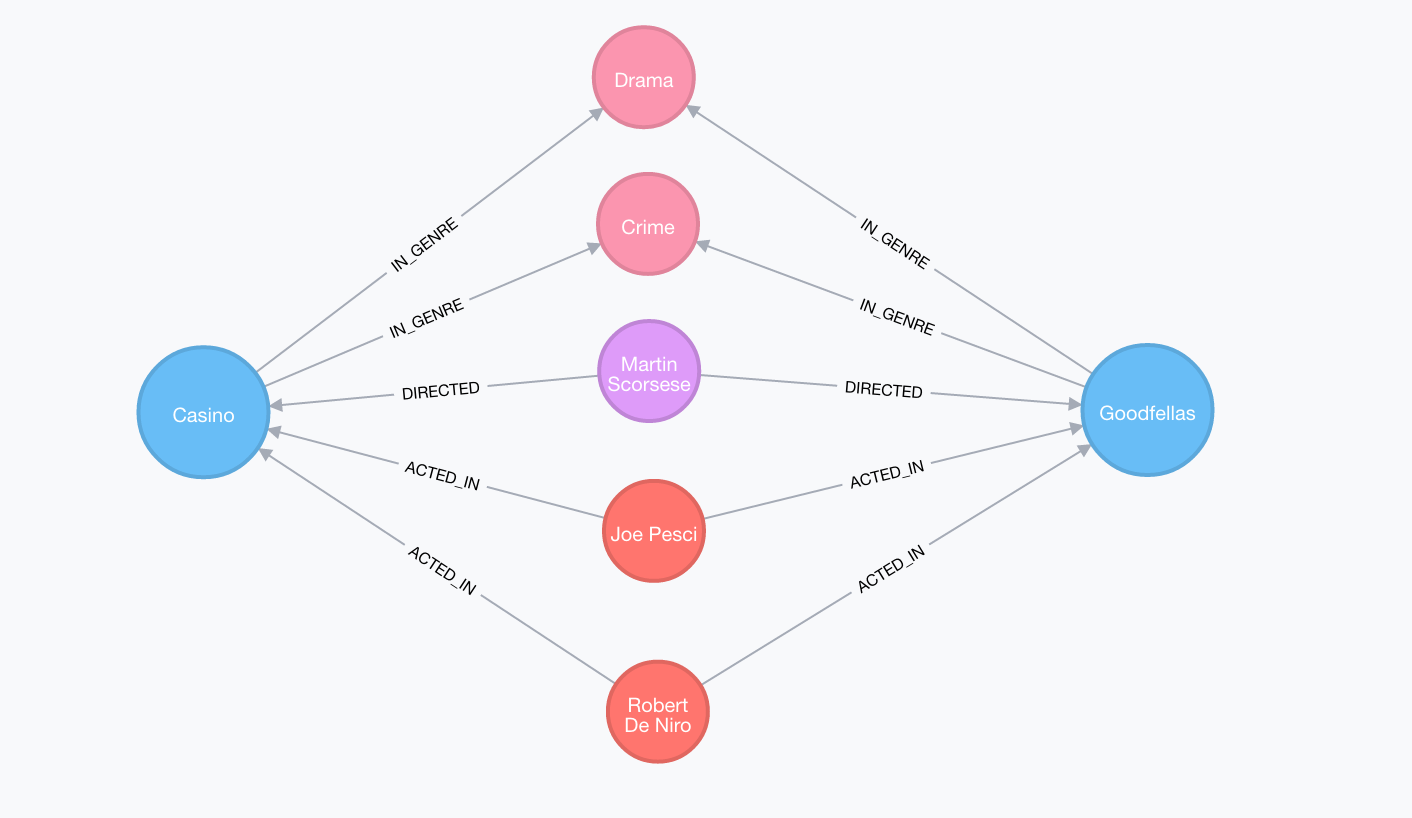 Drama
Crime
IN_GENRE
IN_GENRE
IN_GENRE
IN_GENRE
Martin
Scorsese
DIRECTED
DIRECTED
Casino
Goodfellas
ACTED_IN
ACTED_IN
Joe Pesci
ACTED_IN
ACTED_IN
Robert
De Niro